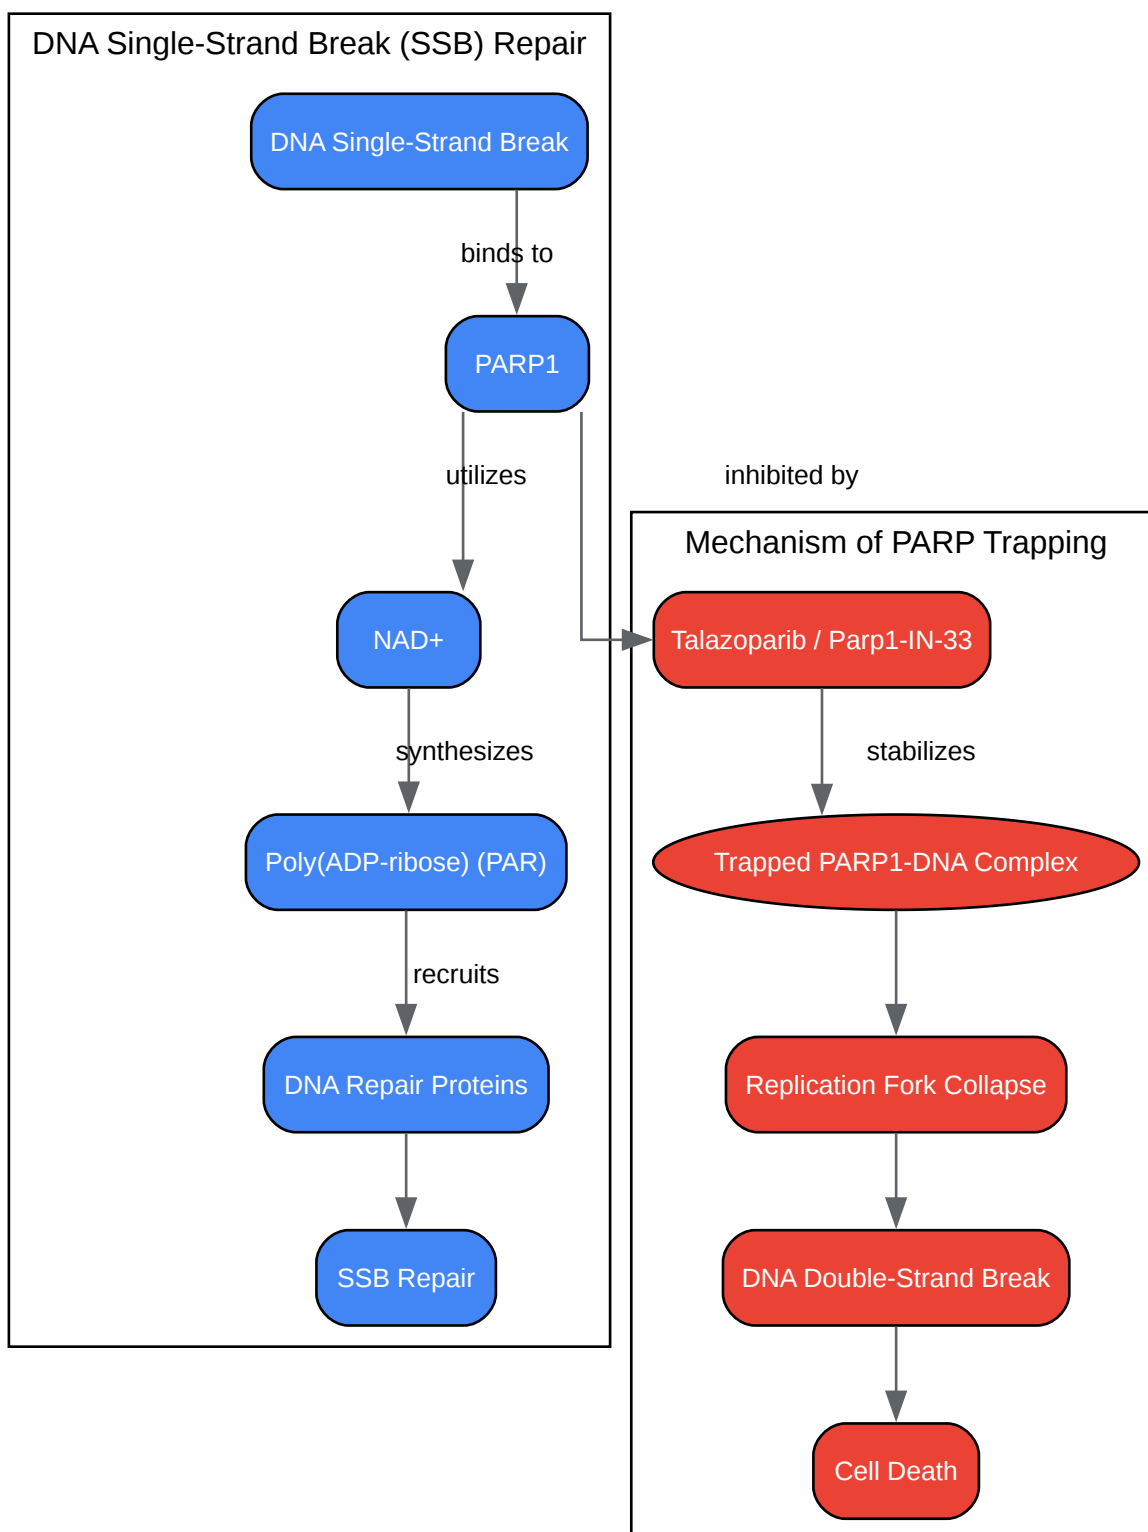 DNA Single-Strand Break (SSB) Repair
DNA Single-Strand Break
binds to
PARP1
utilizes
NAD+
synthesizes
Poly(ADP-ribose) (PAR)
recruits
DNA Repair Proteins
SSB Repair
inhibited by
Mechanism of PARP Trapping
Talazoparib / Parp1-IN-33
stabilizes
Trapped PARP1-DNA Complex
Replication Fork Collapse
DNA Double-Strand Break
Cell Death